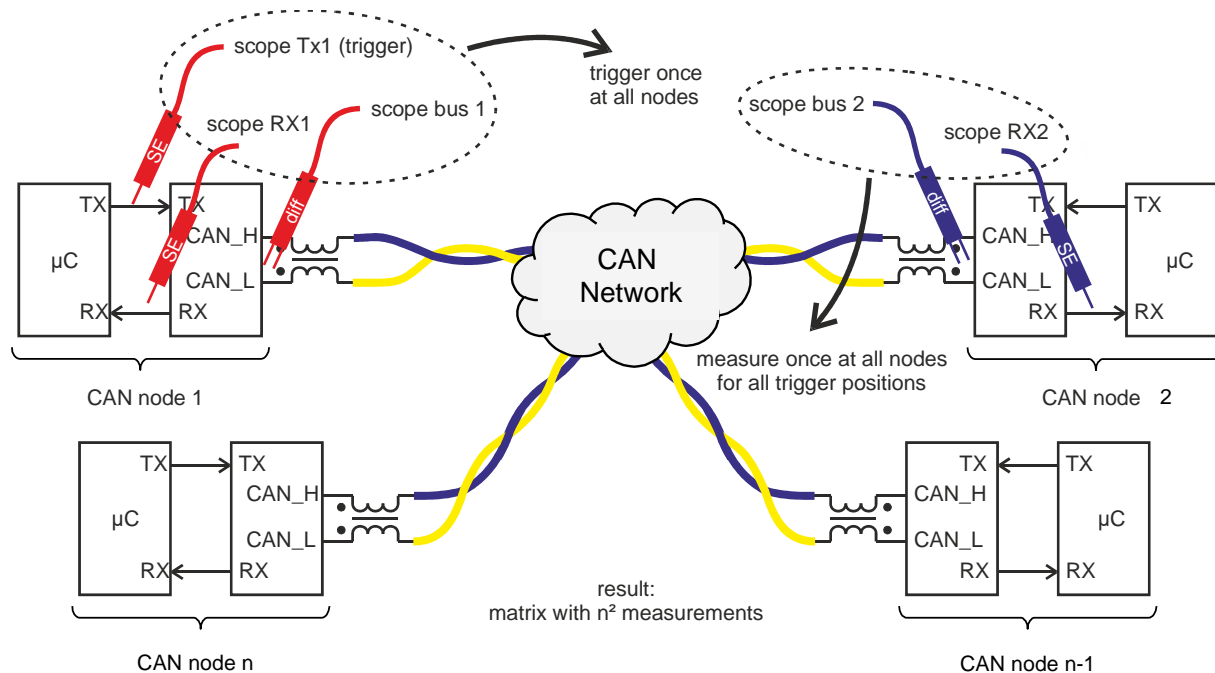 scope Tx1 (trigger)
scope bus 1
scope RX1
SE
SE
diff
TX
TX
CAN_H
µC
CAN_L
RX
RX
CAN node 1
trigger once
at all nodes
scope bus 2
scope RX2
diff
SE
TX
TX
CAN_H
µC
CAN_L
RX
RX
CAN node 2
CAN
Network
measure once at all nodes
for all trigger positions
TX
TX
CAN_H
µC
CAN_L
RX
RX
CAN node n
result:
matrix with n² measurements
TX
TX
CAN_H
µC
CAN_L
RX
RX
CAN node n-1